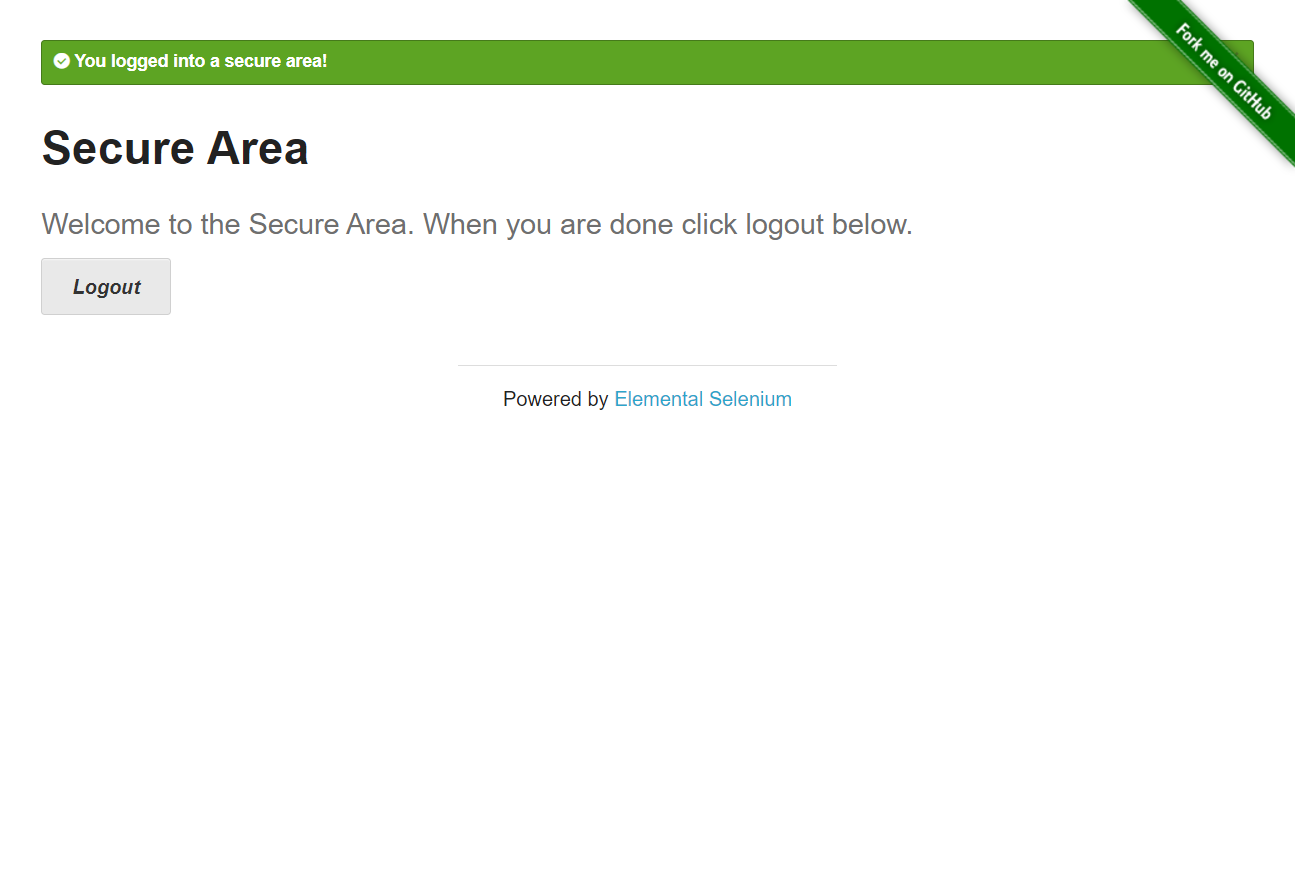 You logged into a secure area!
Fork me on GitHub
Secure Area
Welcome to the Secure Area. When you are done click logout below.
Logout
Powered by Elemental Selenium